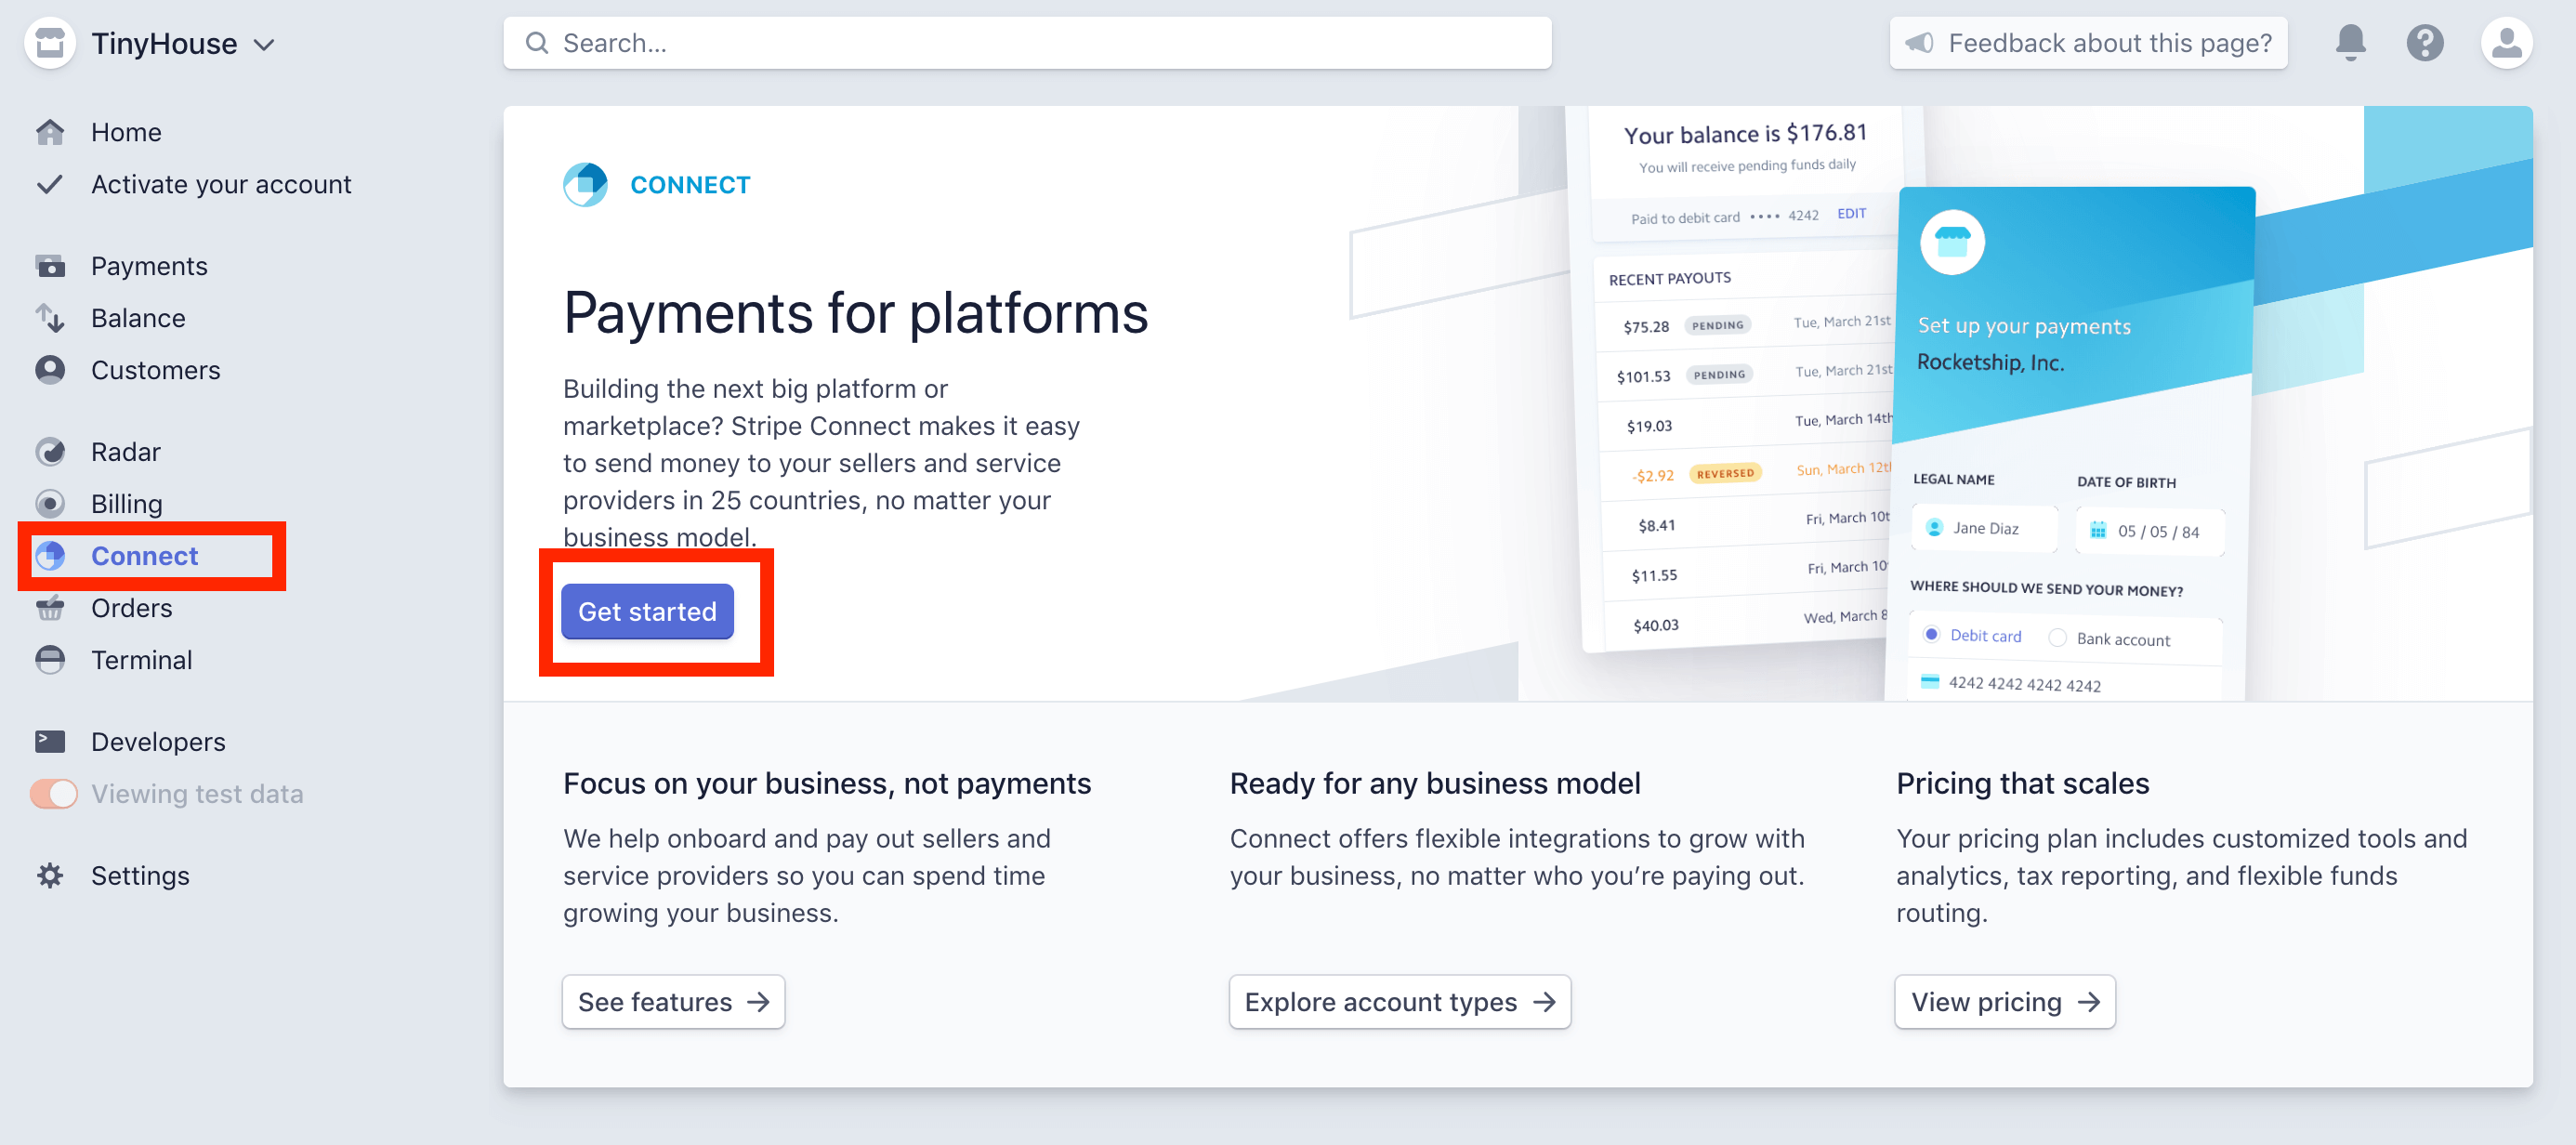 TinyHouse
Search...
Feedback about this page?
Home
Activate your account
Payments
Balance
Customers
Radar
Billing
Connect
Orders
Terminal
Developers
Viewing test data
Settings
CONNECT
Payments for platforms
Building the next big platform or
marketplace? Stripe Connect makes it easy
to send money to your sellers and service
providers in 25 countries, no matter your
business model.
Get started
Your balance is $176.81
You will receive pending funds daily
Paid to debit card •••• 4242 EDIT
RECENT PAYOUTS
$75.28 PENDING Tue, March 21st
$101.53 PENDING Tue, March 21st
$19.03 Tue, March 14th
-$2.92 REVERSED Sun, March 12th
$8.41 Fri, March 10t
$11.55 Fri, March 10
$40.03 Wed, March 8
Set up your payments
Rocketship, Inc.
LEGAL NAME DATE OF BIRTH
Jane Diaz 05 / 05 / 84
WHERE SHOULD WE SEND YOUR MONEY?
Debit card Bank account
4242 4242 4242 4242
Focus on your business, not payments
We help onboard and pay out sellers and
service providers so you can spend time
growing your business.
See features →
Ready for any business model
Connect offers flexible integrations to grow with
your business, no matter who you’re paying out.
Explore account types →
Pricing that scales
Your pricing plan includes customized tools and
analytics, tax reporting, and flexible funds
routing.
View pricing →